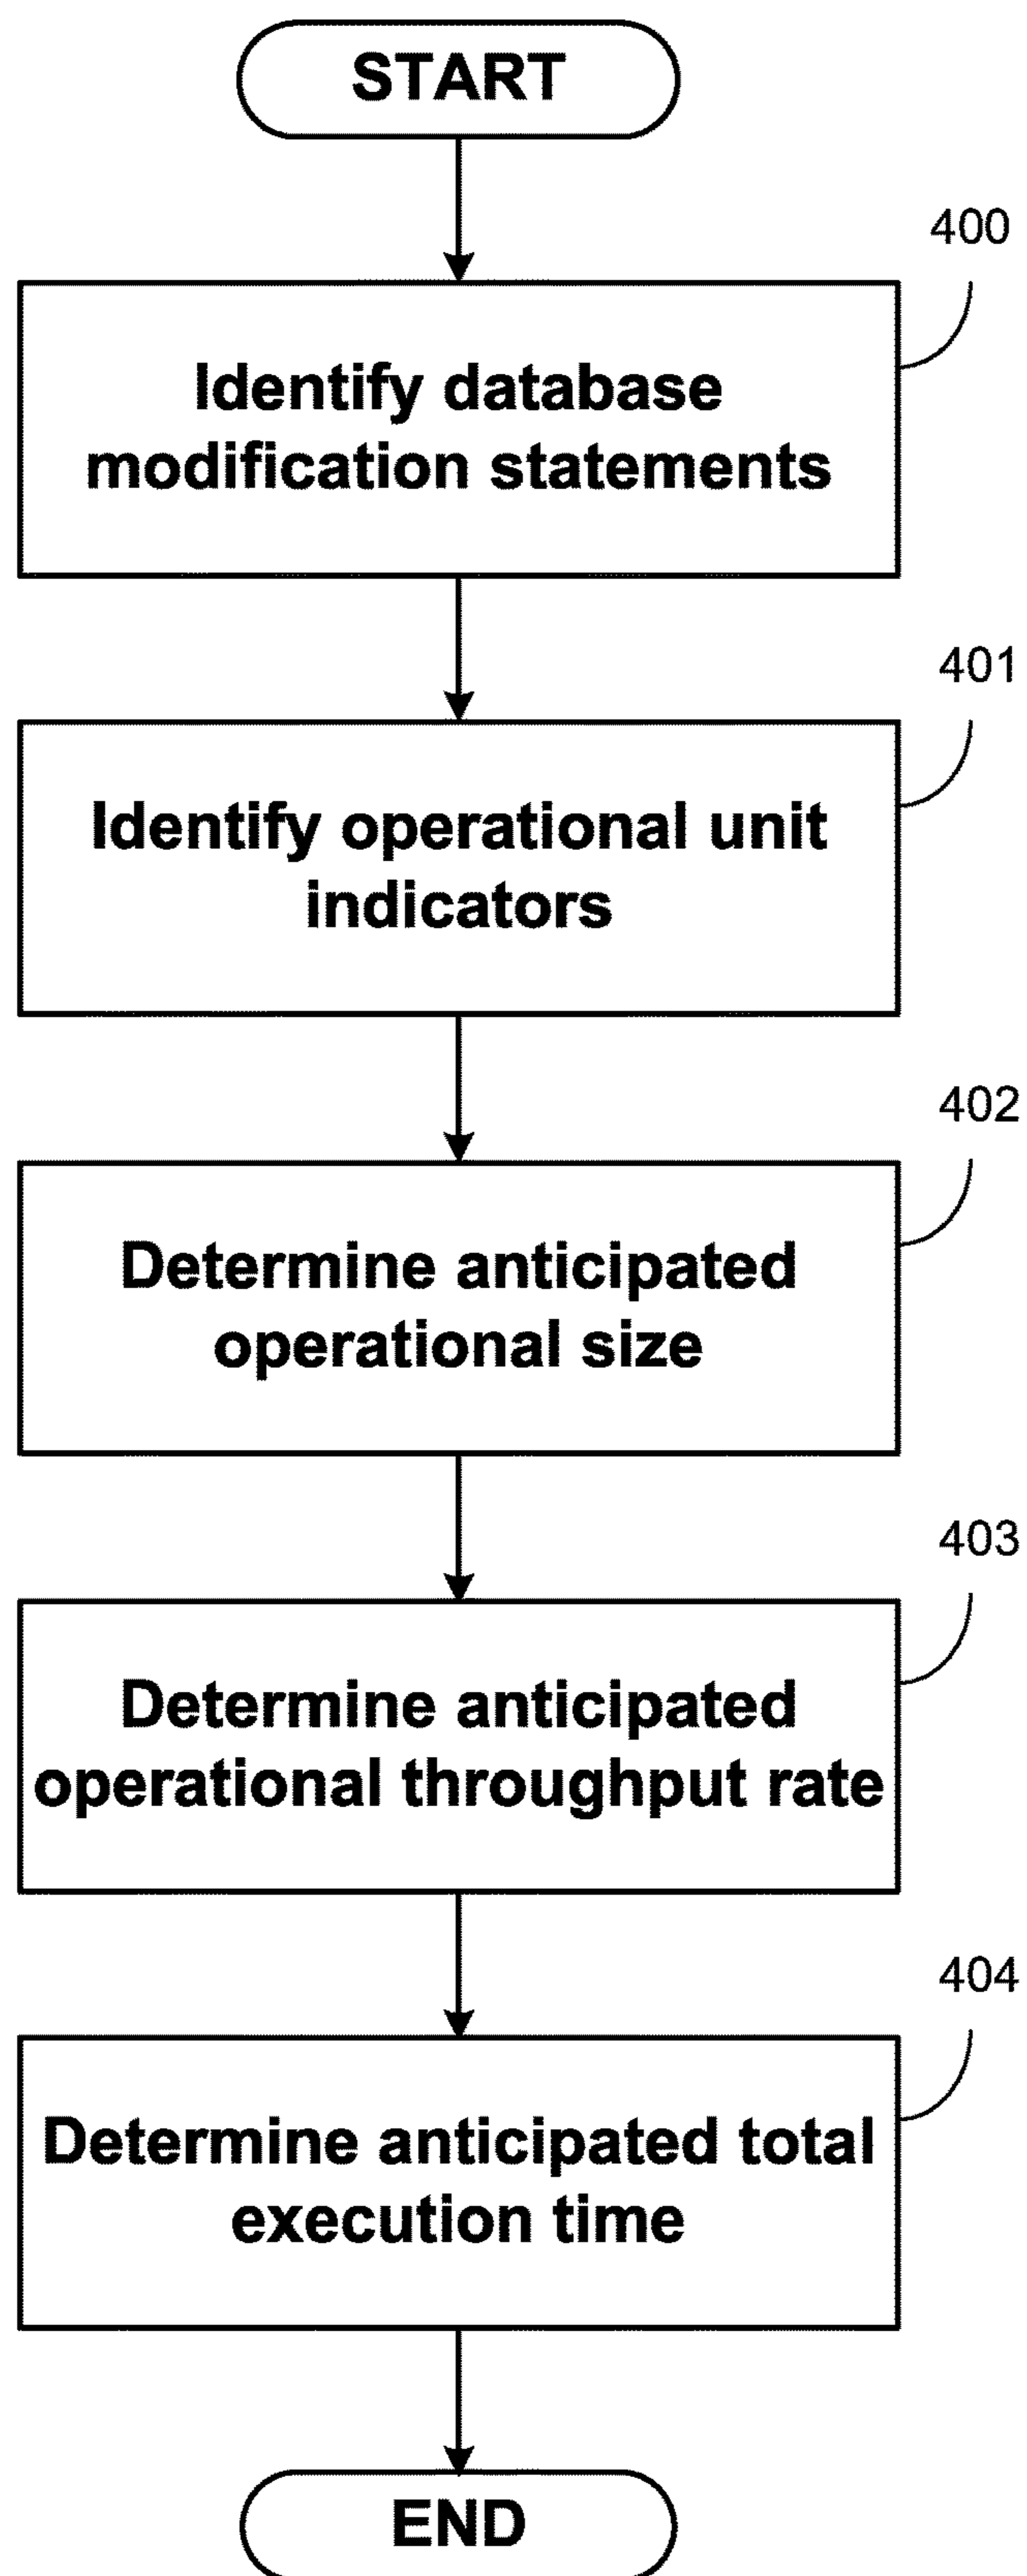 START
400
Identify database
modification statements
401
Identify operational unit
indicators
402
Determine anticipated
operational size
403
Determine anticipated
operational throughput rate
404
Determine anticipated total
execution time
END